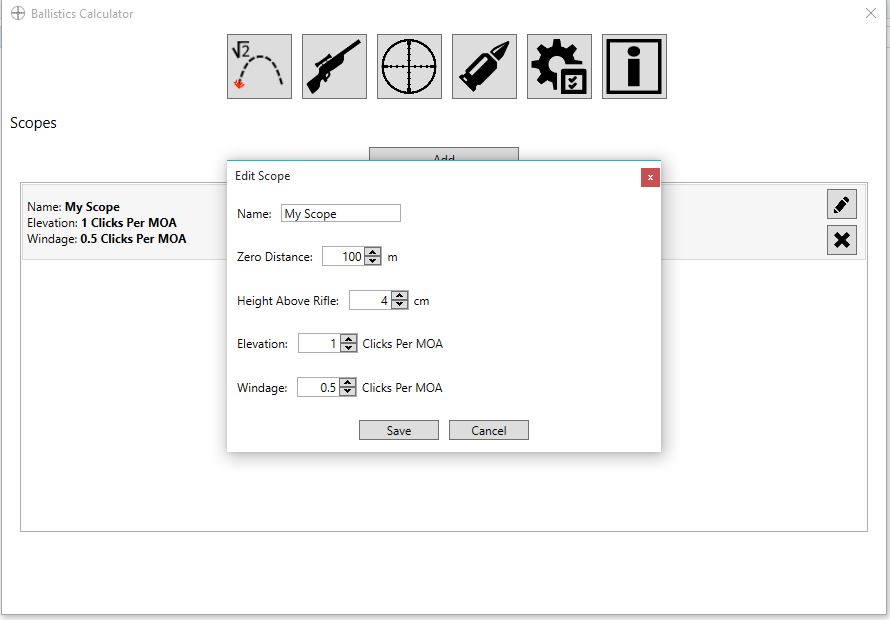 Ballistics Calculator
√2
Scopes
Add
Name: My Scope
Elevation: 1 Clicks Per MOA
Windage: 0.5 Clicks Per MOA
Edit Scope
x
Name: My Scope
Zero Distance: 100 m
Height Above Rifle: 4 cm
Elevation: 1 Clicks Per MOA
Windage: 0.5 Clicks Per MOA
Save Cancel